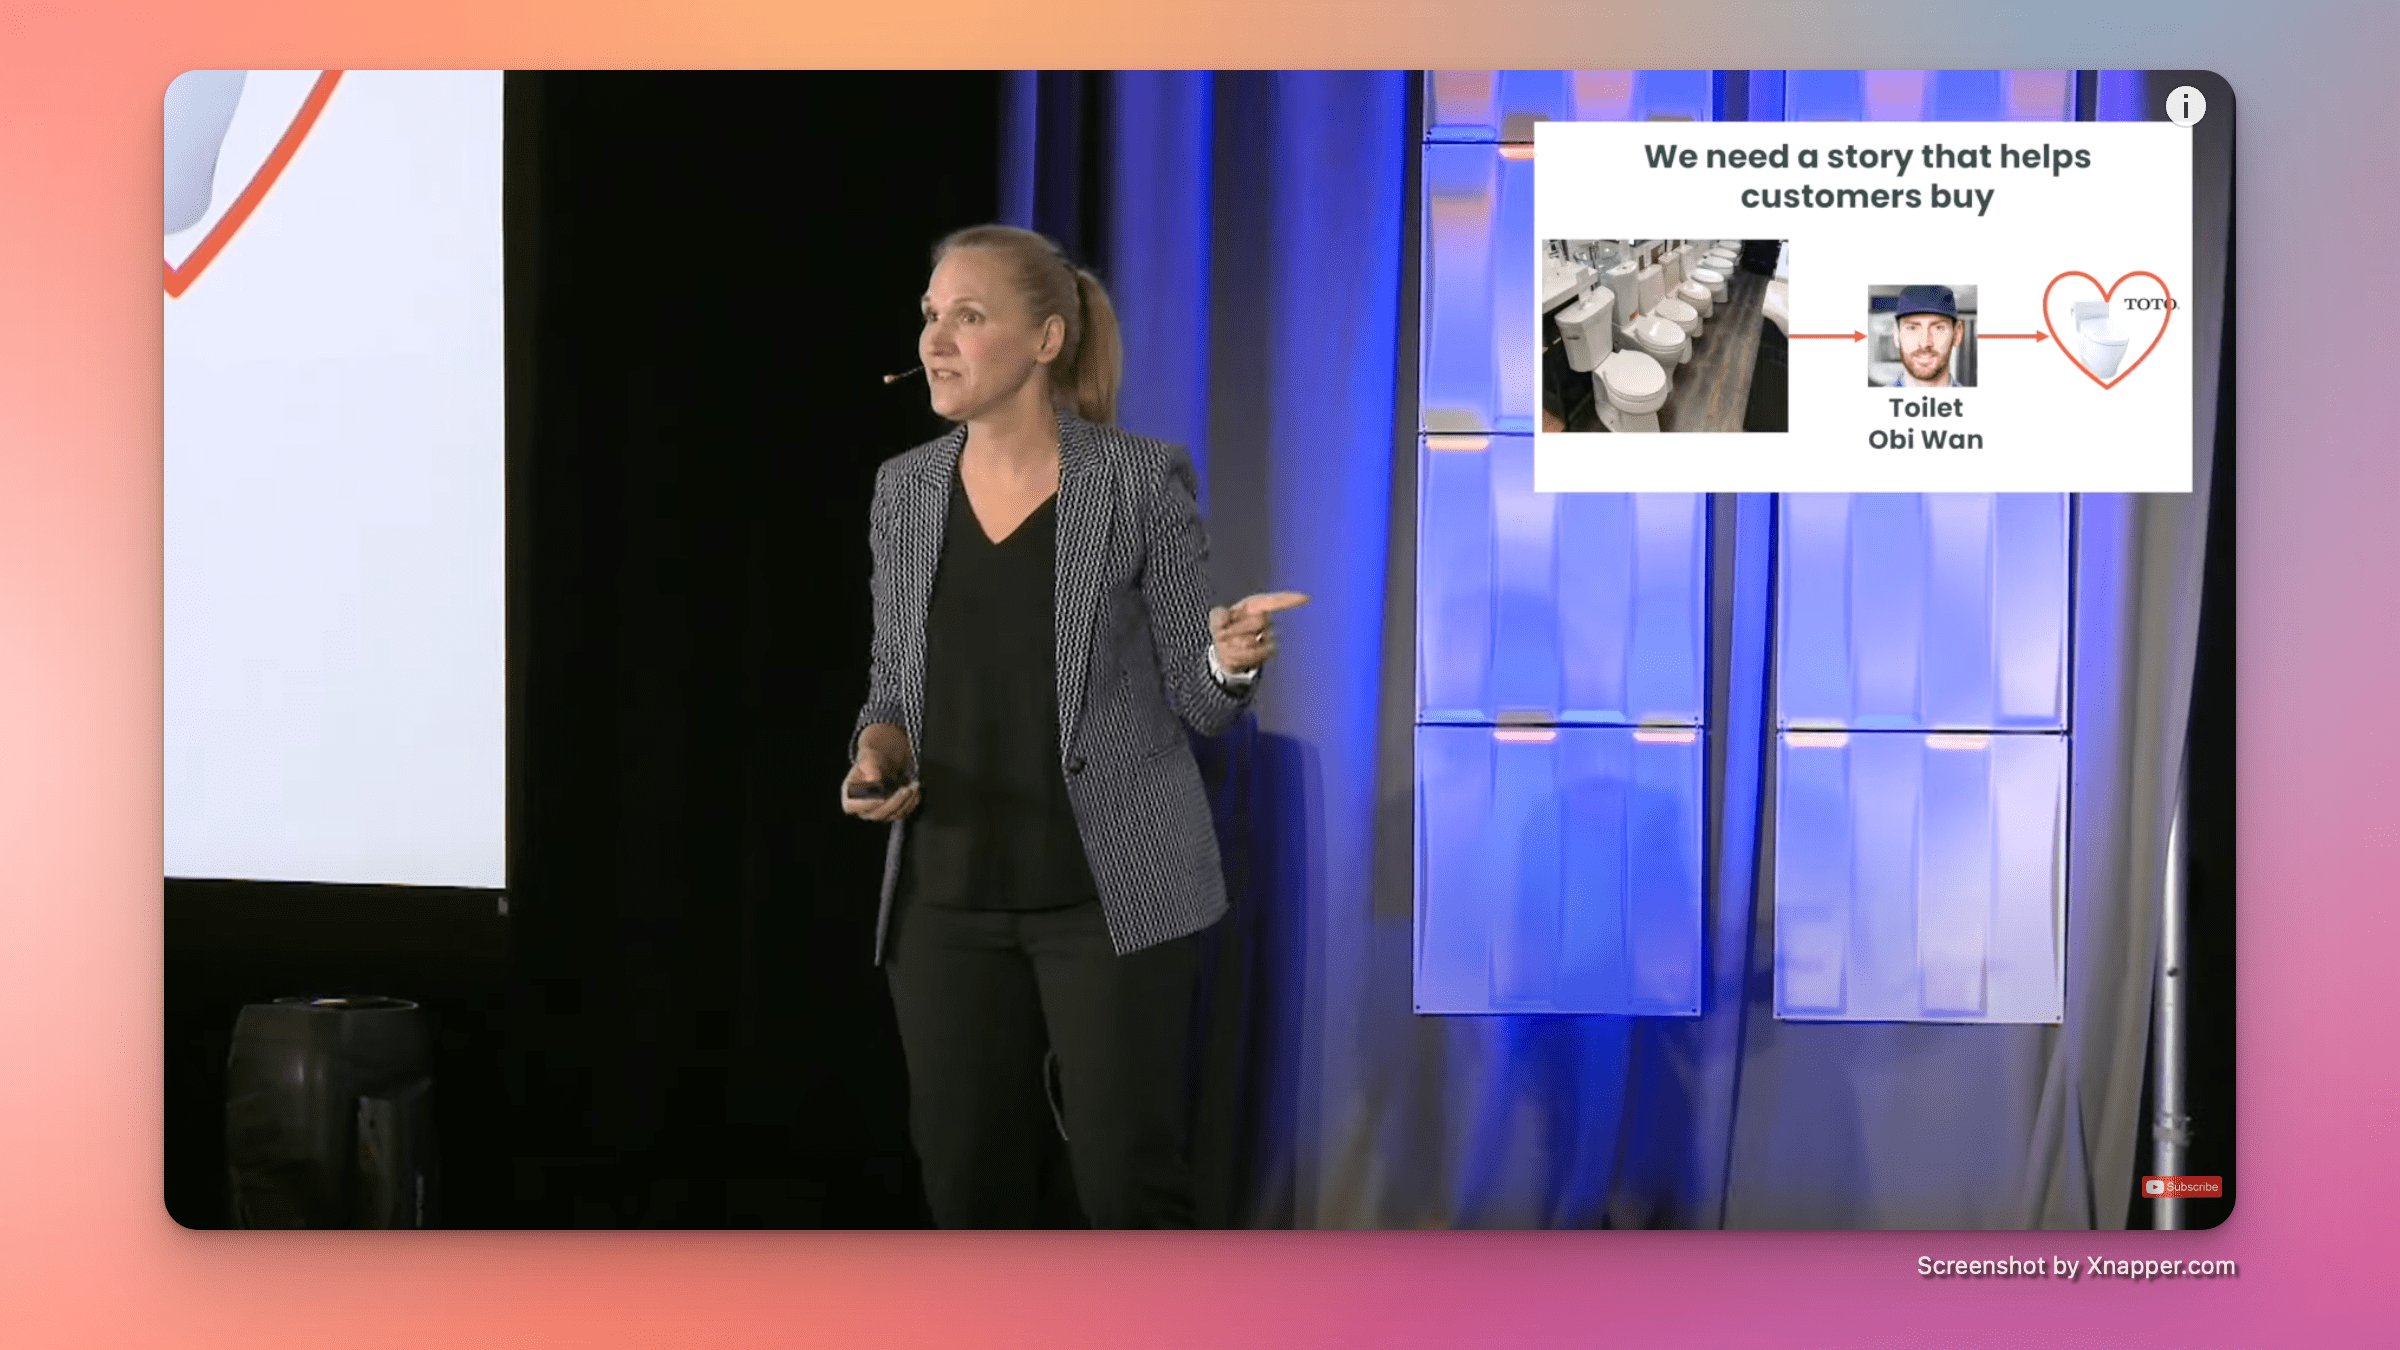 We need a story that helps
customers buy
TOTO
Toilet
Obi Wan
Subscribe
Screenshot by Xnapper.com